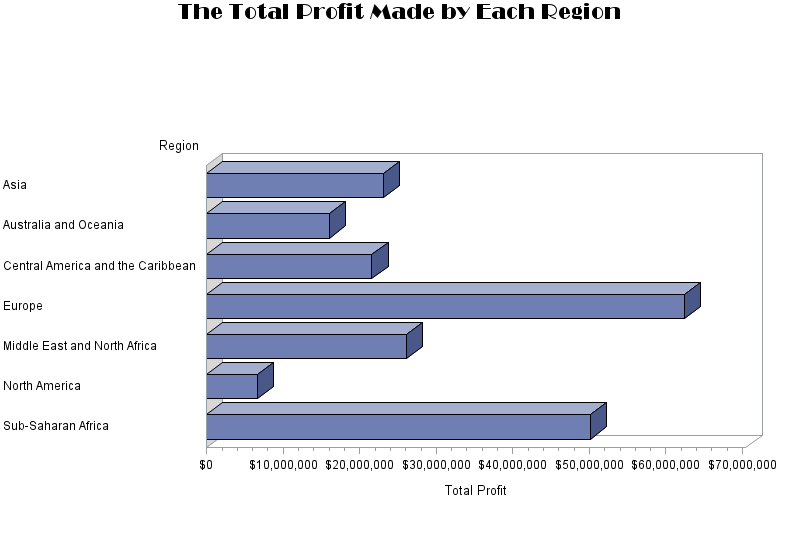 The Total Profit Made by Each Region
Region
Asia
Australia and Oceania
Central America and the Caribbean
Europe
Middle East and North Africa
North America
Sub-Saharan Africa
$0 $10,000,000 $20,000,000 $30,000,000 $40,000,000 $50,000,000 $60,000,000 $70,000,000
Total Profit